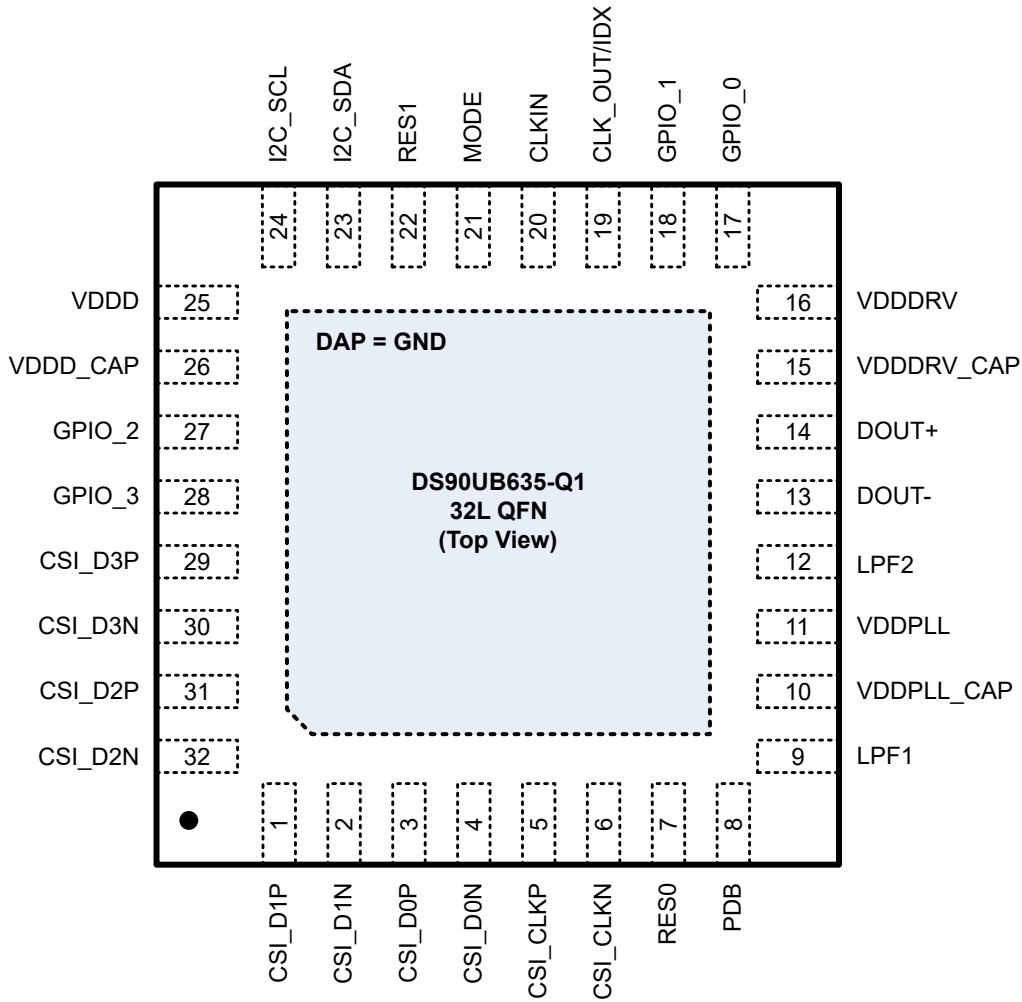 I2C_SCL
I2C_SDA
RES1
MODE
CLKIN
CLK_OUT/IDX
GPIO_1
GPIO_0
24
23
22
21
20
19
18
17
VDDD 25
VDDD_CAP 26
GPIO_2 27
GPIO_3 28
CSI_D3P 29
CSI_D3N 30
CSI_D2P 31
CSI_D2N 32
DAP = GND
DS90UB635-Q1
32L QFN
(Top View)
16 VDDDRV
15 VDDDRV_CAP
14 DOUT+
13 DOUT-
12 LPF2
11 VDDPLL
10 VDDPLL_CAP
9 LPF1
1
2
3
4
5
6
7
8
CSI_D1P
CSI_D1N
CSI_D0P
CSI_D0N
CSI_CLKP
CSI_CLKN
RES0
PDB